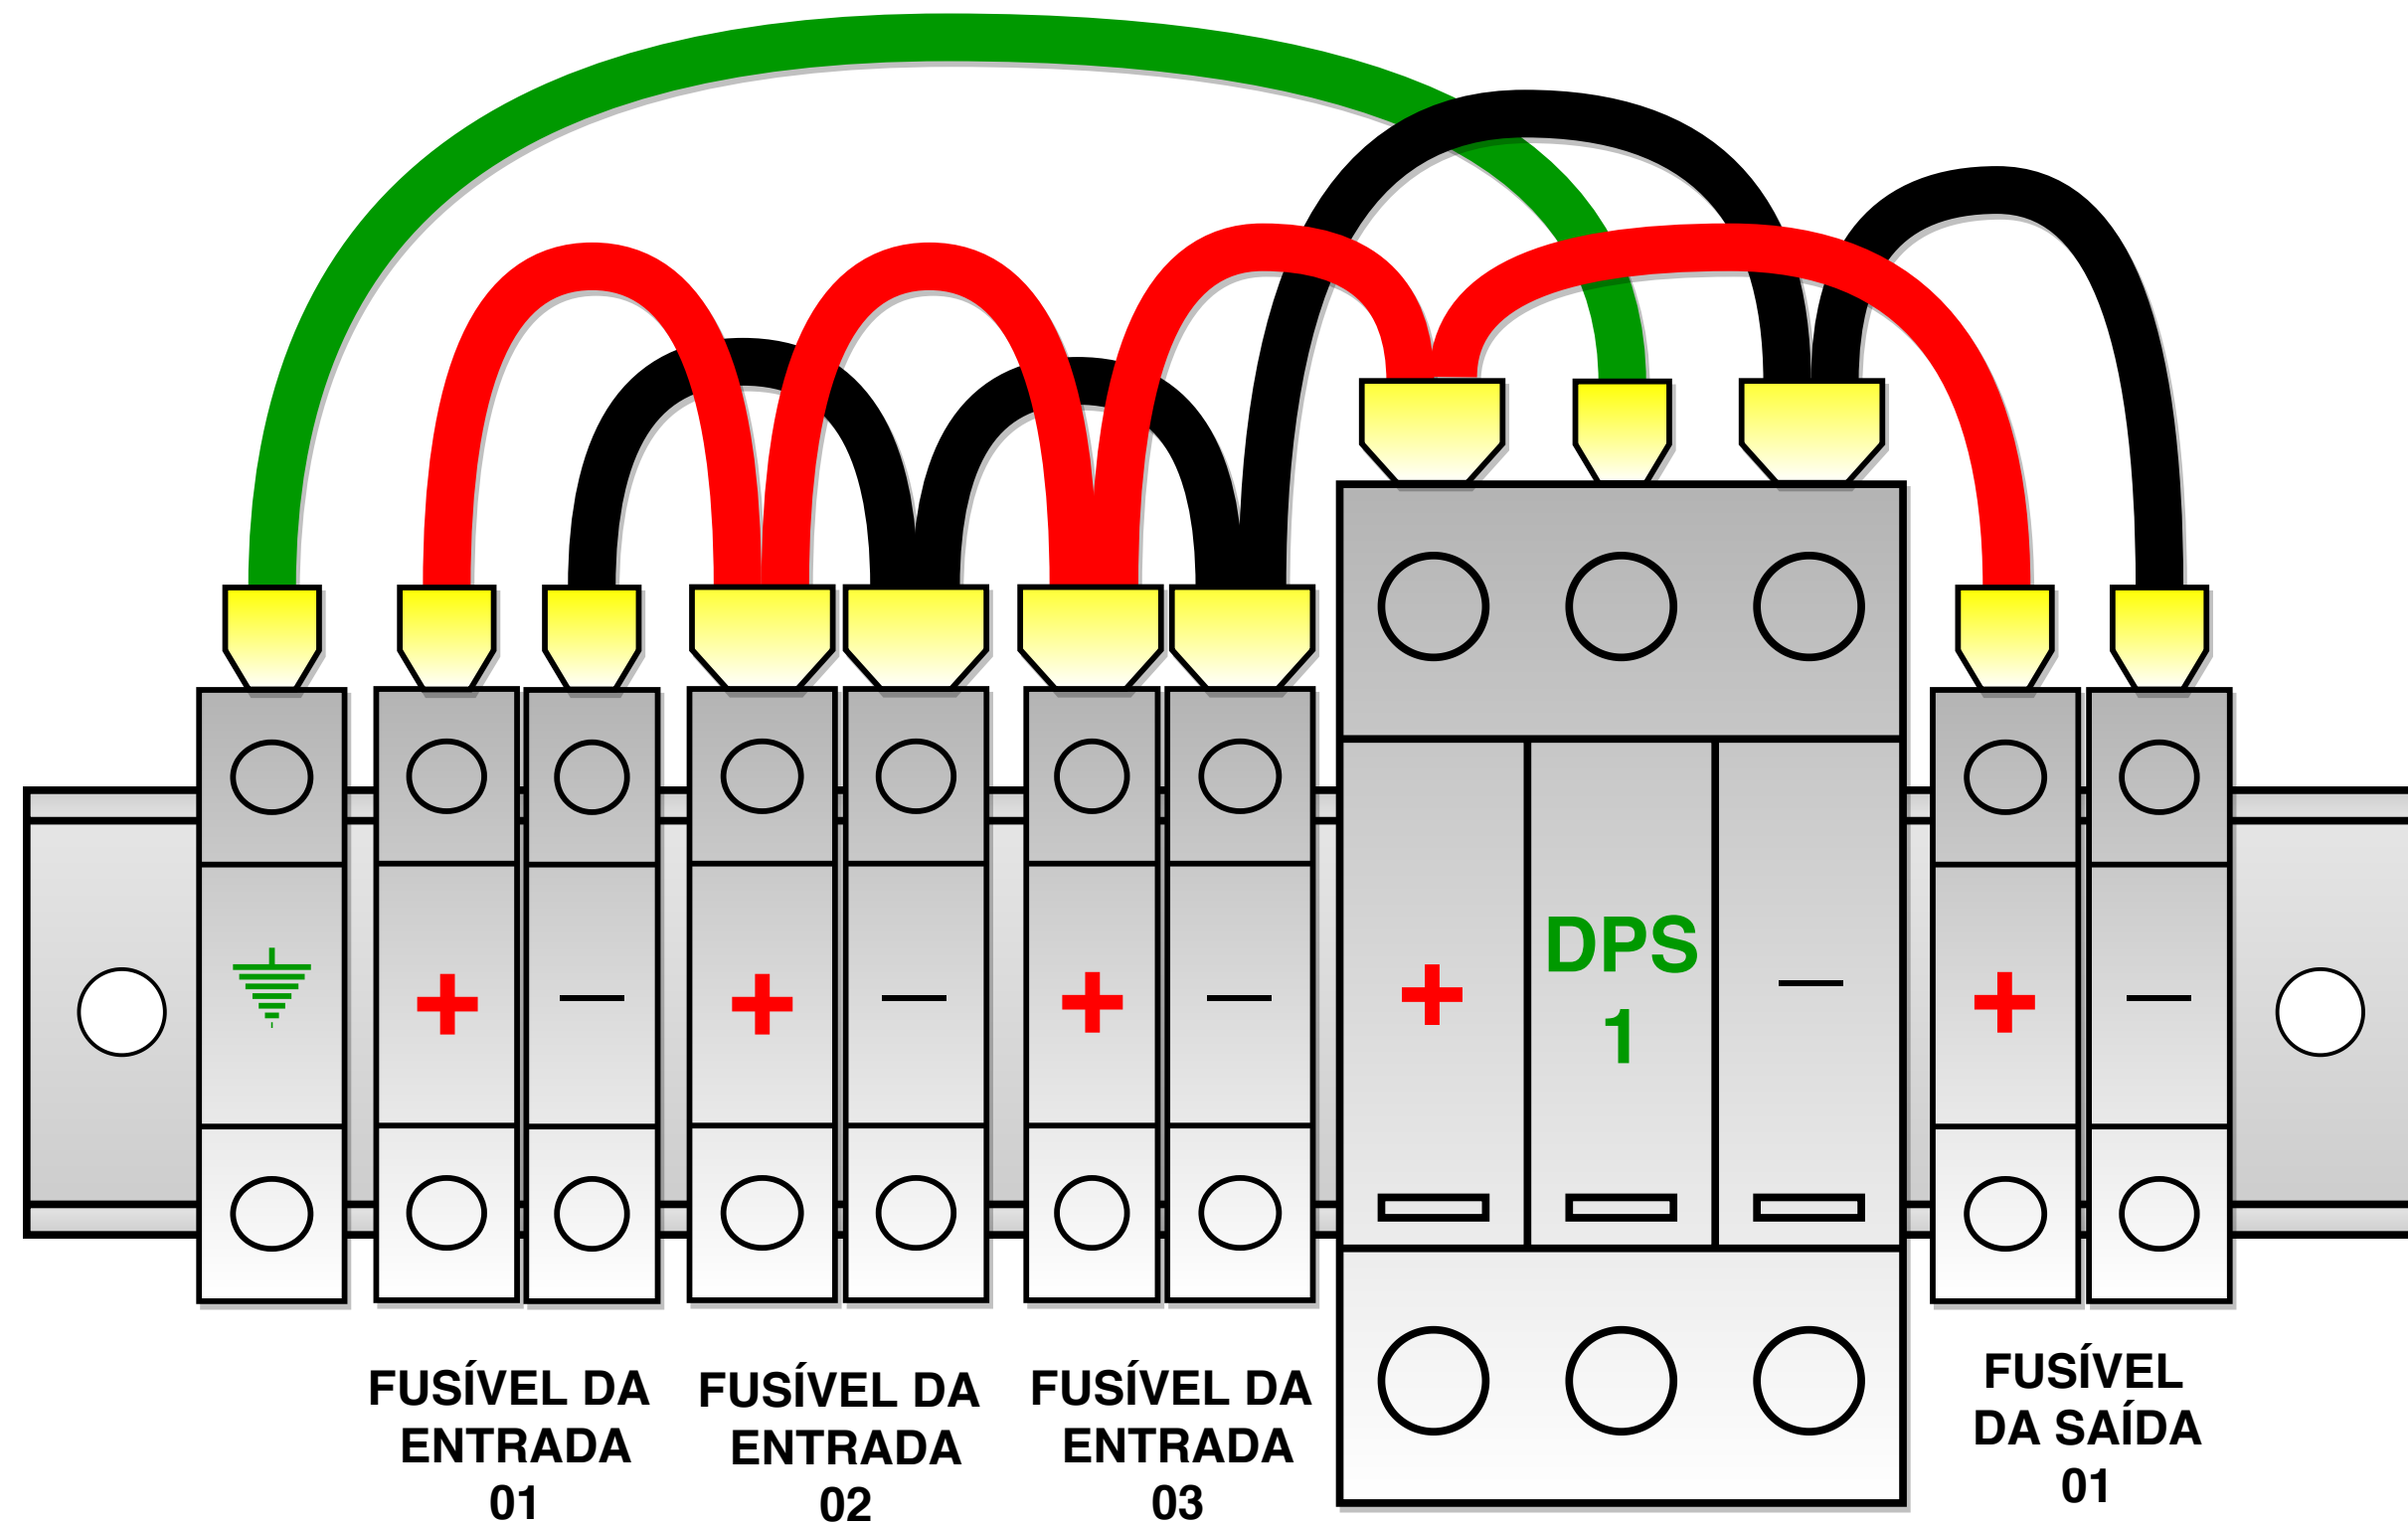 +
—
+
—
+
—
+
DPS
1
—
+
—
FUSÍVEL DA
ENTRADA
01
FUSÍVEL DA
ENTRADA
02
FUSÍVEL DA
ENTRADA
03
FUSÍVEL
DA SAÍDA
01